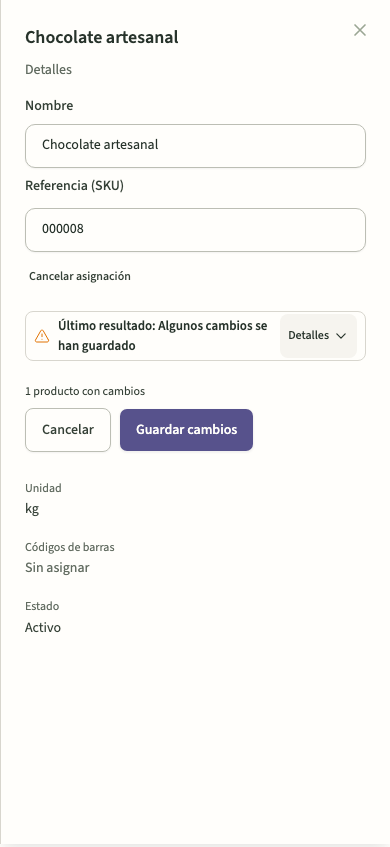 Chocolate artesanal
Detalles
Nombre
Chocolate artesanal
Referencia (SKU)
000008
Cancelar asignación
Último resultado: Algunos cambios se
han guardado
Detalles
1 producto con cambios
Cancelar
Guardar cambios
Unidad
kg
Códigos de barras
Sin asignar
Estado
Activo